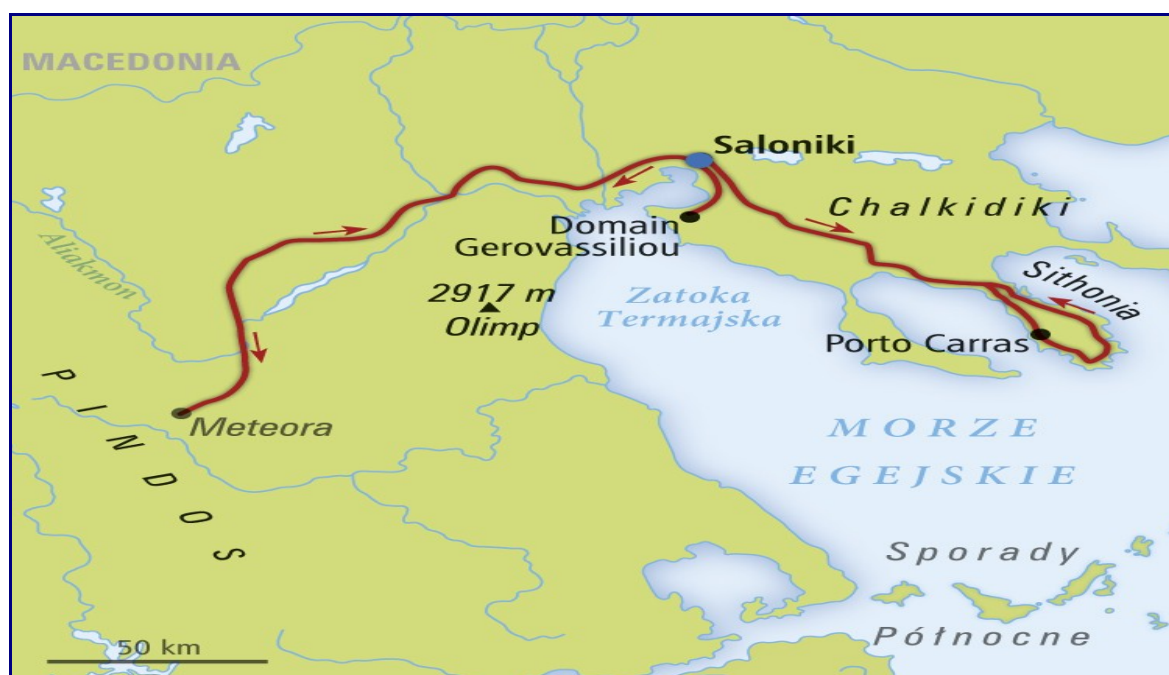 MACEDONIA
Saloniki
Chalkidiki
Domain
Gerovassiliou
Sithonia
Aliakmon
2917 m
Olimp
Zatoka
Termajska
Porto Carras
PINDOS
Meteora
MORZE
EGEJSKIE
Sporady
Północne
50 km